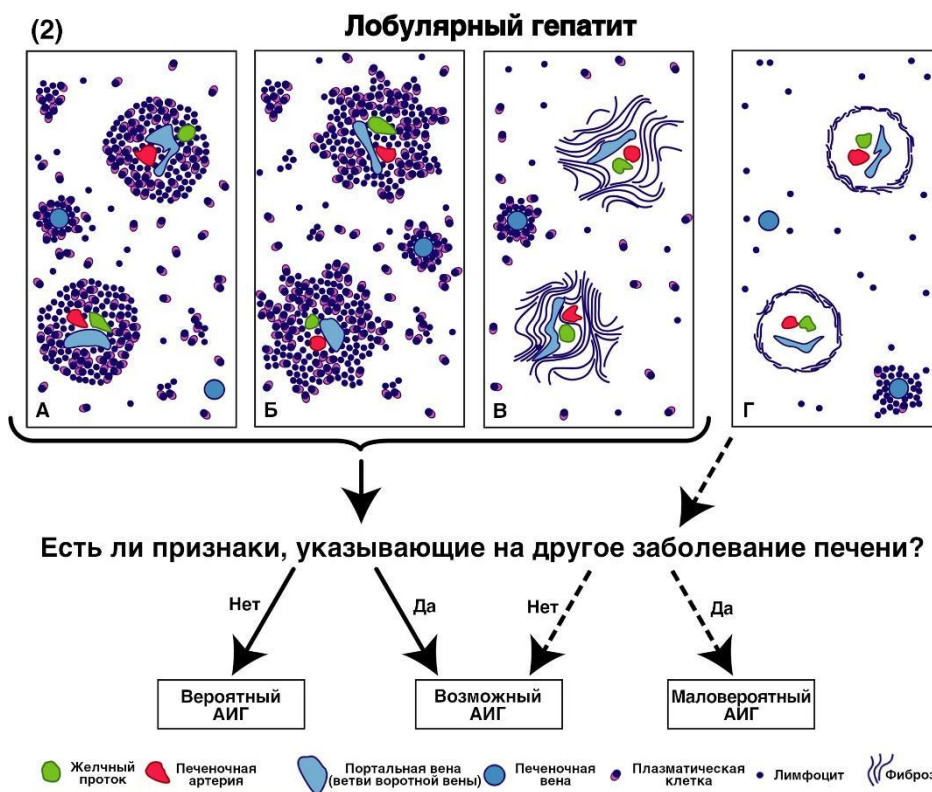 (2)
Лобулярный гепатит
А
Б
В
Г
Есть ли признаки, указывающие на другое заболевание печени?
Нет
Да
Нет
Да
Вероятный
АИГ
Возможный
АИГ
Маловероятный
АИГ
Желчный
проток
Печеночная
артерия
Портальная вена
(ветви воротной вены)
Печеночная
вена
Плазматическая
клетка
Лимфоцит
Фиброз